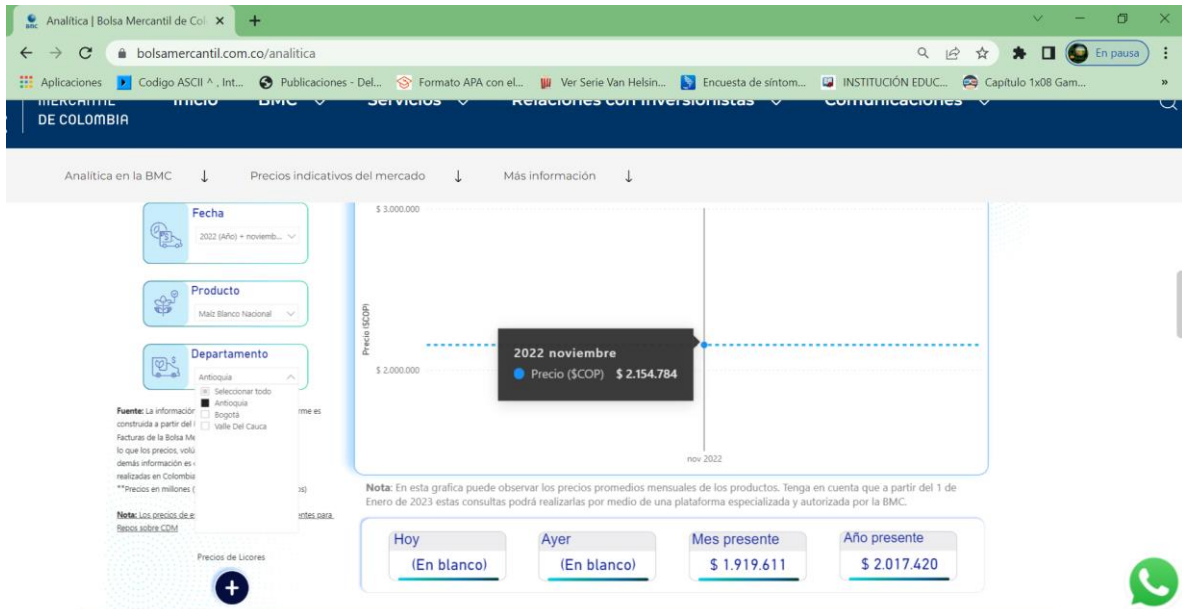 Analítica | Bolsa Mercantil de Col
bolsamercantil.com.co/analitica
En pausa
Aplicaciones
Codigo ASCII ^ , Int...
Publicaciones - Del...
Formato APA con el...
Ver Serie Van Helsin...
Encuesta de síntom...
INSTITUCIÓN EDUC...
Capítulo 1x08 Gam...
»
MERCANTIL
DE COLOMBIA
Inicio
BMC
Servicios
Relaciones con inversionistas
Comunicaciones
Analítica en la BMC ↓
Precios indicativos del mercado ↓
Más información ↓
Fecha
2022 (Año) + noviemb...
Producto
Maíz Blanco Nacional
Departamento
Antioquia
Seleccionar todo
Antioquia
Bogotá
Valle Del Cauca
Fuente: La información rme es
construida a partir del
Facturas de la Bolsa Me
lo que los precios, volú
demás información es
realizadas en Colombia
**Precios en millones ( os)
Nota: Los precios de e entes para
Repos sobre CDM
Precios de Licores
+
$ 3.000.000
Precio ($COP)
$ 2.000.000
2022 noviembre
Precio ($COP) $ 2.154.784
nov 2022
Nota: En esta grafica puede observar los precios promedios mensuales de los productos. Tenga en cuenta que a partir del 1 de
Enero de 2023 estas consultas podrá realizarlas por medio de una plataforma especializada y autorizada por la BMC.
Hoy
(En blanco)
Ayer
(En blanco)
Mes presente
$ 1.919.611
Año presente
$ 2.017.420